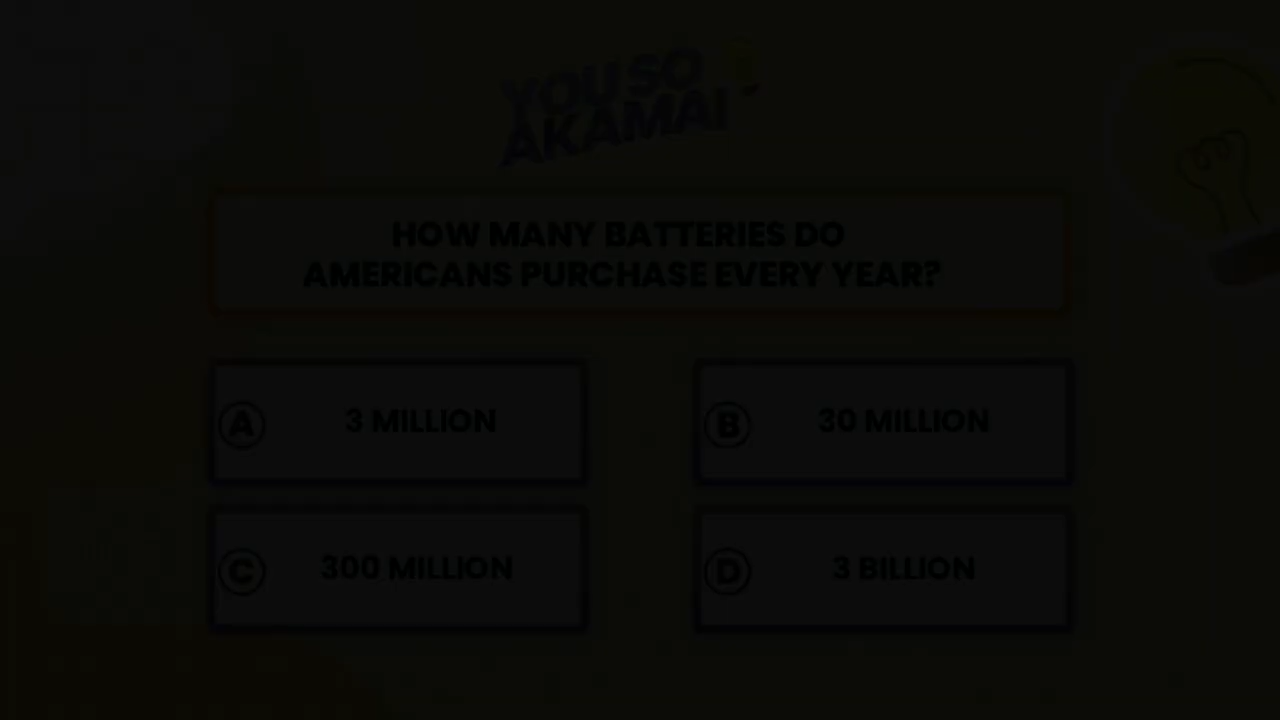 YOU SO
AKAMAI
HOW MANY BATTERIES DO
AMERICANS PURCHASE EVERY YEAR?
A 3 MILLION
B 30 MILLION
C 300 MILLION
D 3 BILLION